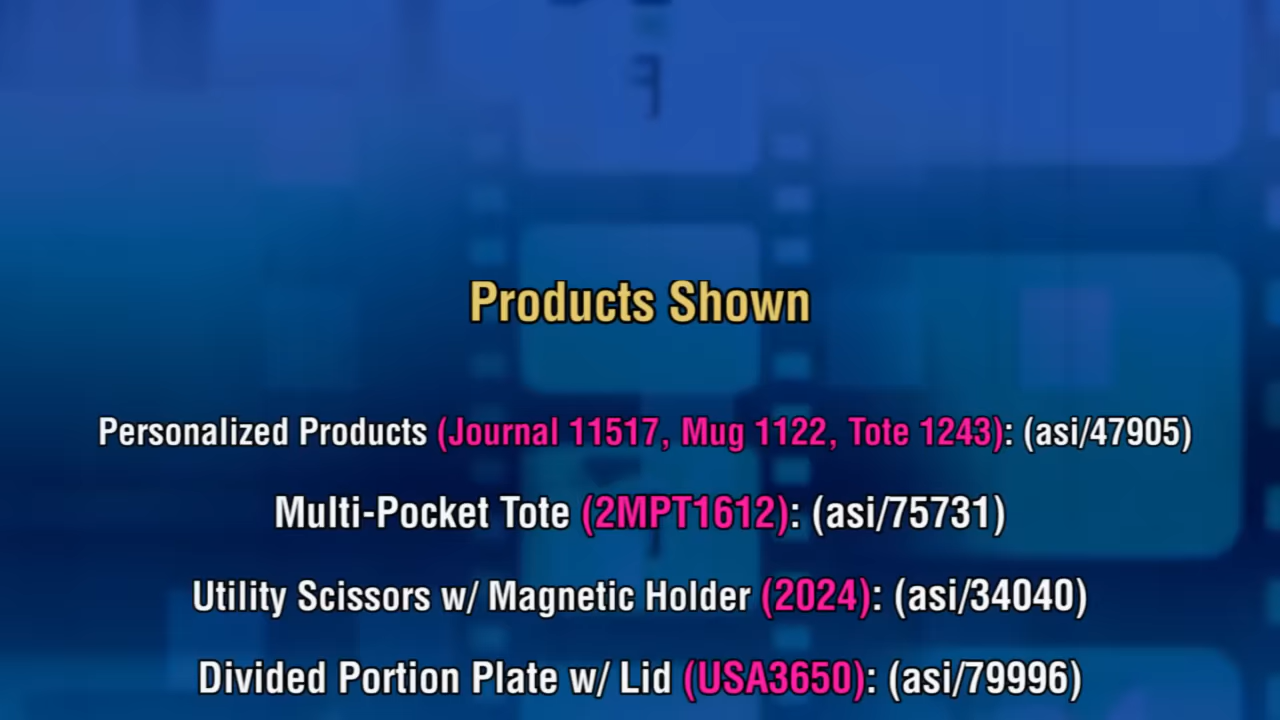 Products Shown
Personalized Products (Journal 11517, Mug 1122, Tote 1243): (asi/47905)
Multi-Pocket Tote (2MPT1612): (asi/75731)
Utility Scissors w/ Magnetic Holder (2024): (asi/34040)
Divided Portion Plate w/ Lid (USA3650): (asi/79996)